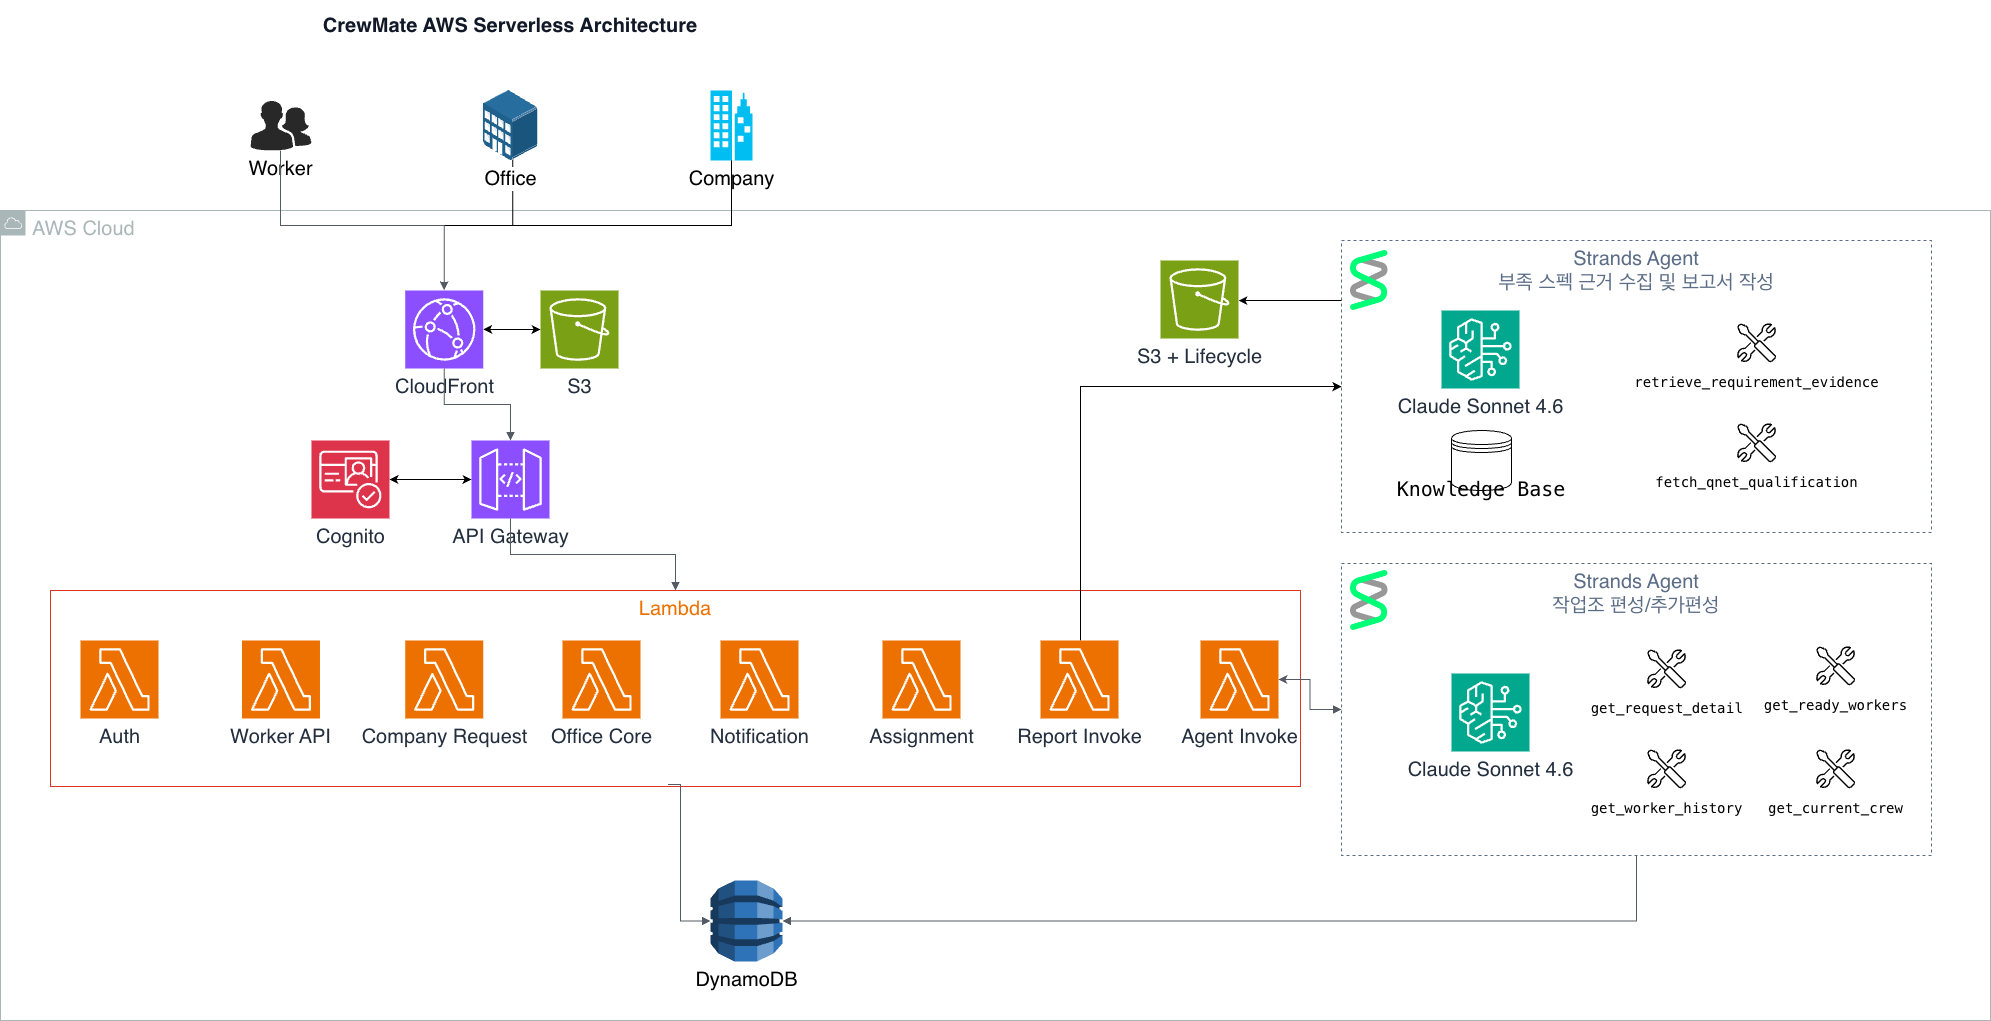 CrewMate AWS Serverless Architecture
Worker
Office
Company
AWS Cloud
CloudFront
S3
Cognito
API Gateway
S3 + Lifecycle
Strands Agent
부족 스펙 근거 수집 및 보고서 작성
Claude Sonnet 4.6
Knowledge Base
retrieve_requirement_evidence
fetch_qnet_qualification
Lambda
Auth
Worker API
Company Request
Office Core
Notification
Assignment
Report Invoke
Agent Invoke
Strands Agent
작업조 편성/추가편성
Claude Sonnet 4.6
get_request_detail
get_ready_workers
get_worker_history
get_current_crew
DynamoDB